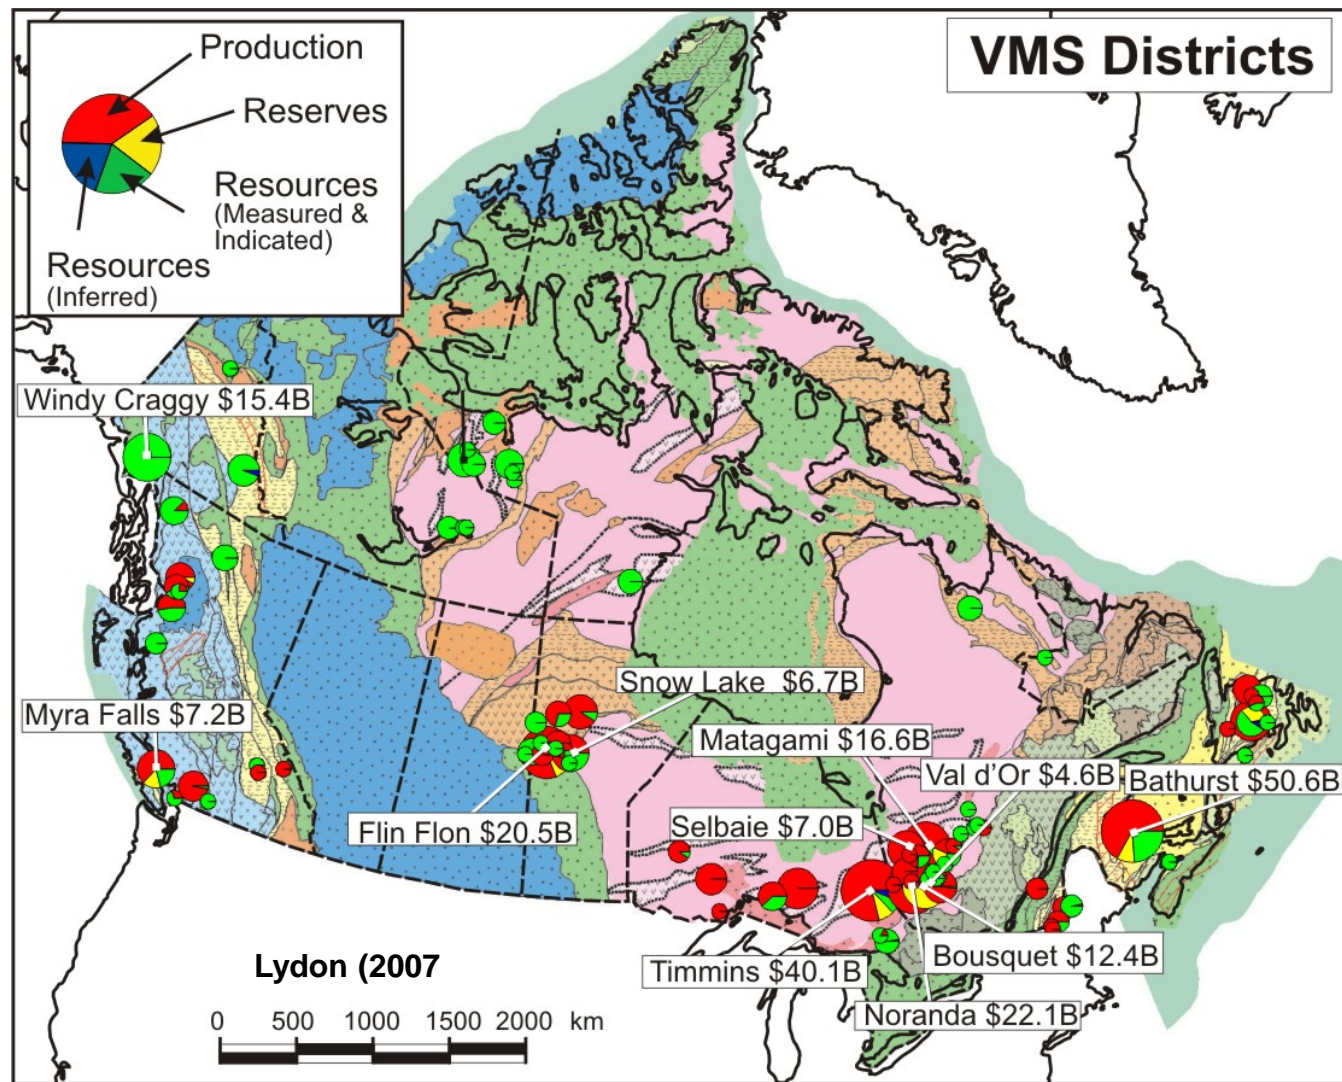 VMS Districts
Production
Reserves
Resources
(Measured &
Indicated)
Resources
(Inferred)
Windy Craggy $15.4B
Myra Falls $7.2B
Snow Lake $6.7B
Matagami $16.6B
Val d'Or $4.6B
Bathurst $50.6B
Flin Flon $20.5B
Selbaie $7.0B
Timmins $40.1B
Bousquet $12.4B
Noranda $22.1B
Lydon (2007
0 500 1000 1500 2000 km